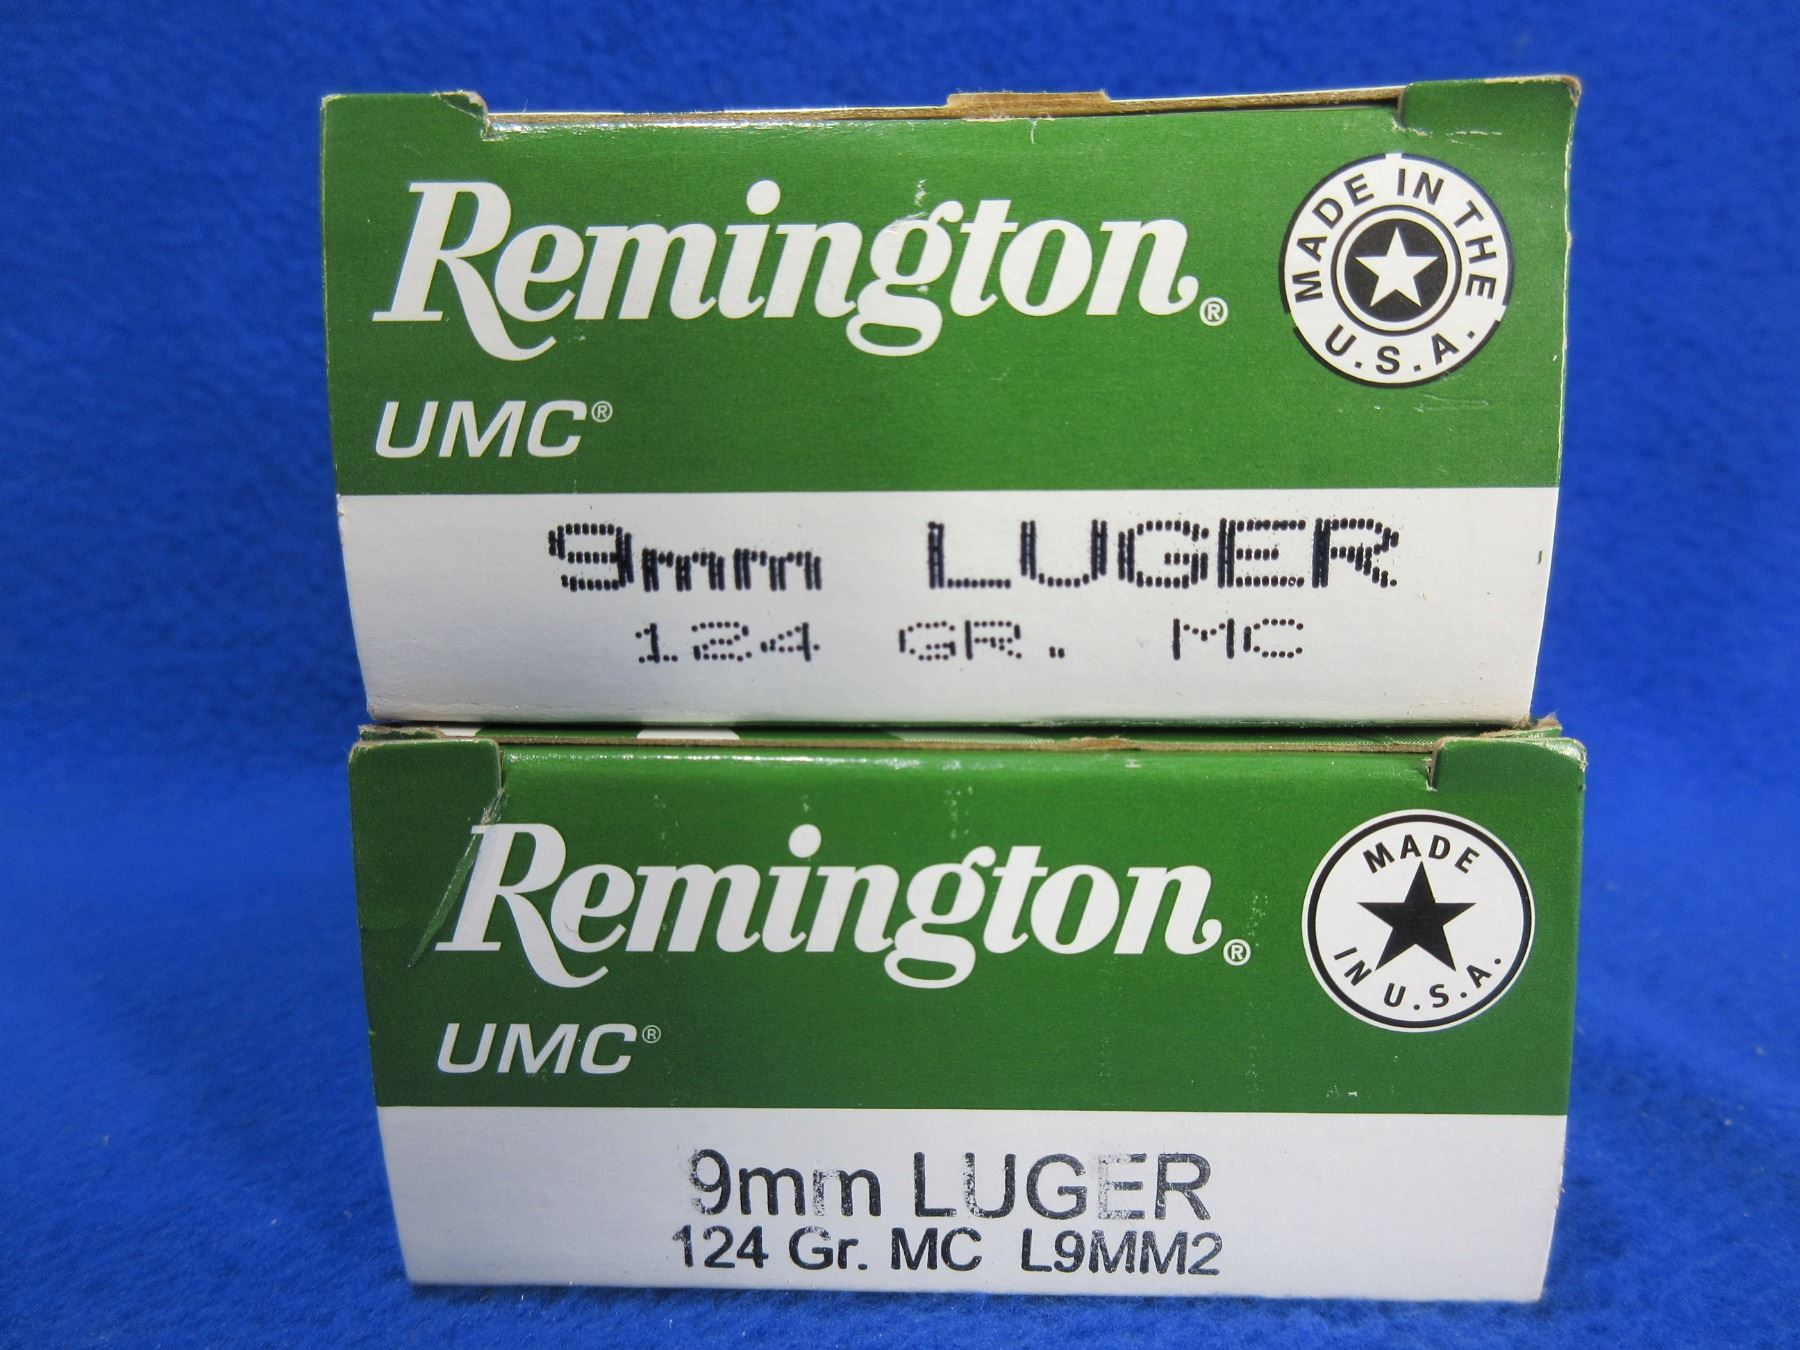 Remington®
MADE IN THE U.S.A.
UMC®
9mm LUGER
124 GR. MC
Remington®
MADE IN U.S.A.
UMC®
9mm LUGER
124 Gr. MC L9MM2